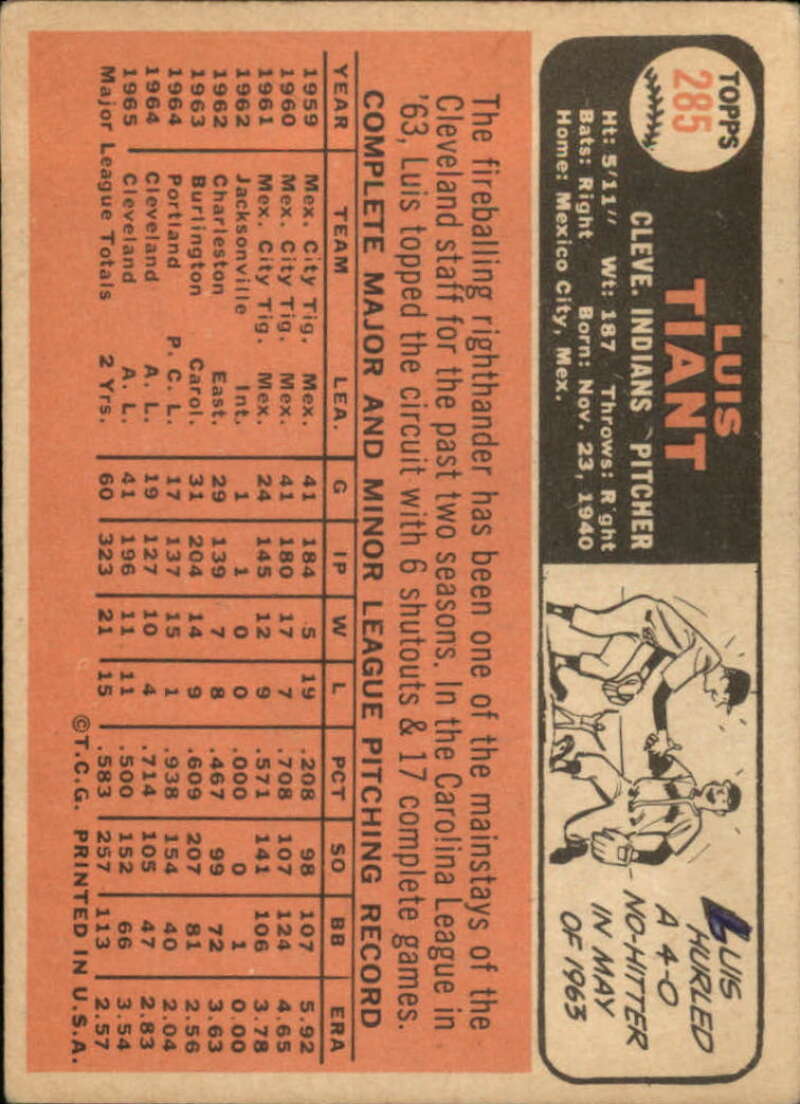 TOPPS
285
LUIS
TIANT
CLEVE. INDIANS PITCHER
Ht: 5'11" Wt: 187 Throws: Right
Bats: Right Born: Nov. 23, 1940
Home: Mexico City, Mex.
LUIS
HURLED
A 4-0
NO-HITTER
IN MAY
OF 1963
The fireballing righthander has been one of the mainstays of the
Cleveland staff for the past two seasons. In the Carolina League in
'63, Luis topped the circuit with 6 shutouts & 17 complete games.
COMPLETE MAJOR AND MINOR LEAGUE PITCHING RECORD
YEAR TEAM LEA. G IP W L PCT SO BB ERA
1959 Mex. City Tig. Mex. 41 184 5 19 .208 98 107 5.92
1960 Mex. City Tig. Mex. 41 180 17 7 .708 107 124 4.65
1961 Mex. City Tig. Mex. 24 145 12 9 .571 141 106 3.78
1962 Jacksonville Int. 1 1 0 0 .000 0 1 0.00
1962 Charleston East. 29 139 7 8 .467 99 72 3.63
1963 Burlington Carol. 31 204 14 9 .609 207 81 2.56
1964 Portland P. C. L. 17 137 15 1 .938 154 40 2.04
1964 Cleveland A. L. 19 127 10 4 .714 105 47 2.83
1965 Cleveland A. L. 41 196 11 11 .500 152 66 3.54
Major League Totals 2 Yrs. 60 323 21 15 .583 257 113 2.57
©T.C.G. PRINTED IN U.S.A.